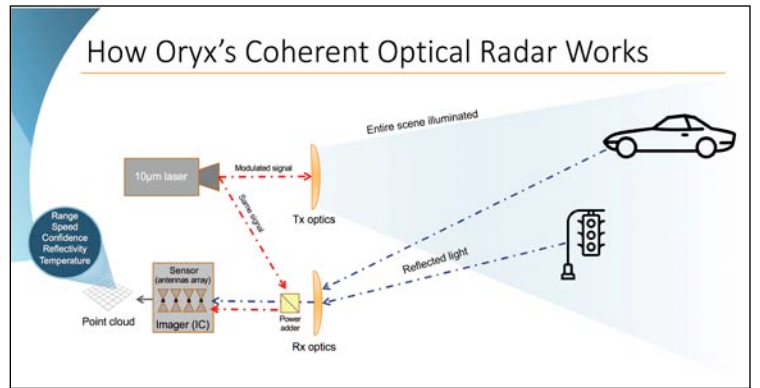 How Oryx's Coherent Optical Radar Works
Entire scene illuminated
Modulated signal
10μm laser
Same signal
Tx optics
Range
Speed
Confidence
Reflectivity
Temperature
Reflected light
Sensor
(antennas array)
Imager (IC)
Point cloud
Power
adder
Rx optics